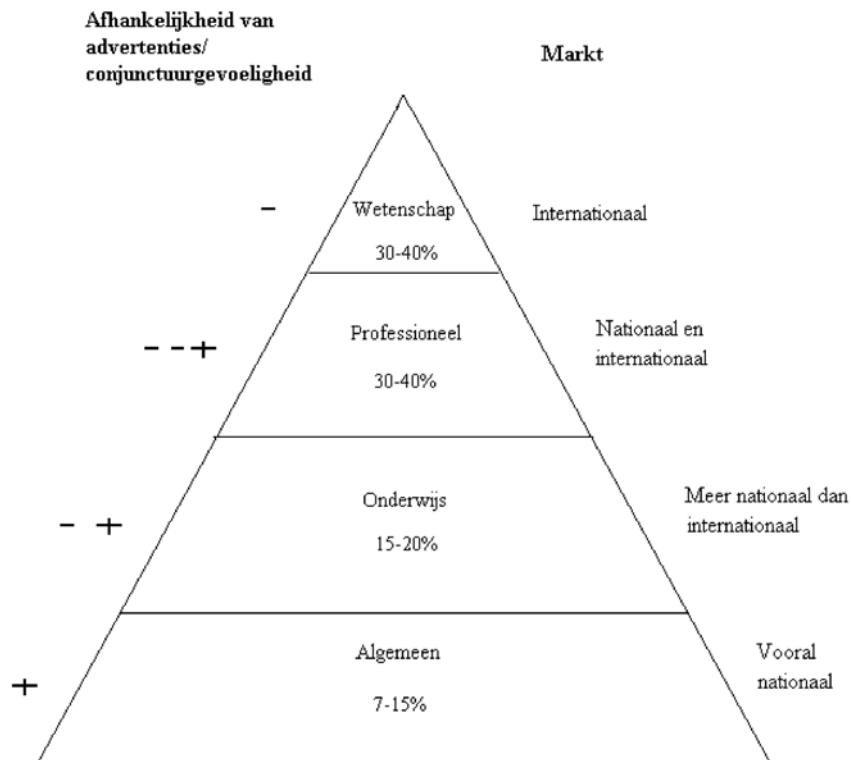 Afhankelijkheid van
advertenties/
conjunctuurgevoeligheid
Markt
- Wetenschap Internationaal
30-40%
- - + Professioneel Nationaal en
internationaal
30-40%
- + Onderwijs Meer nationaal dan
internationaal
15-20%
+ Algemeen Vooral
nationaal
7-15%